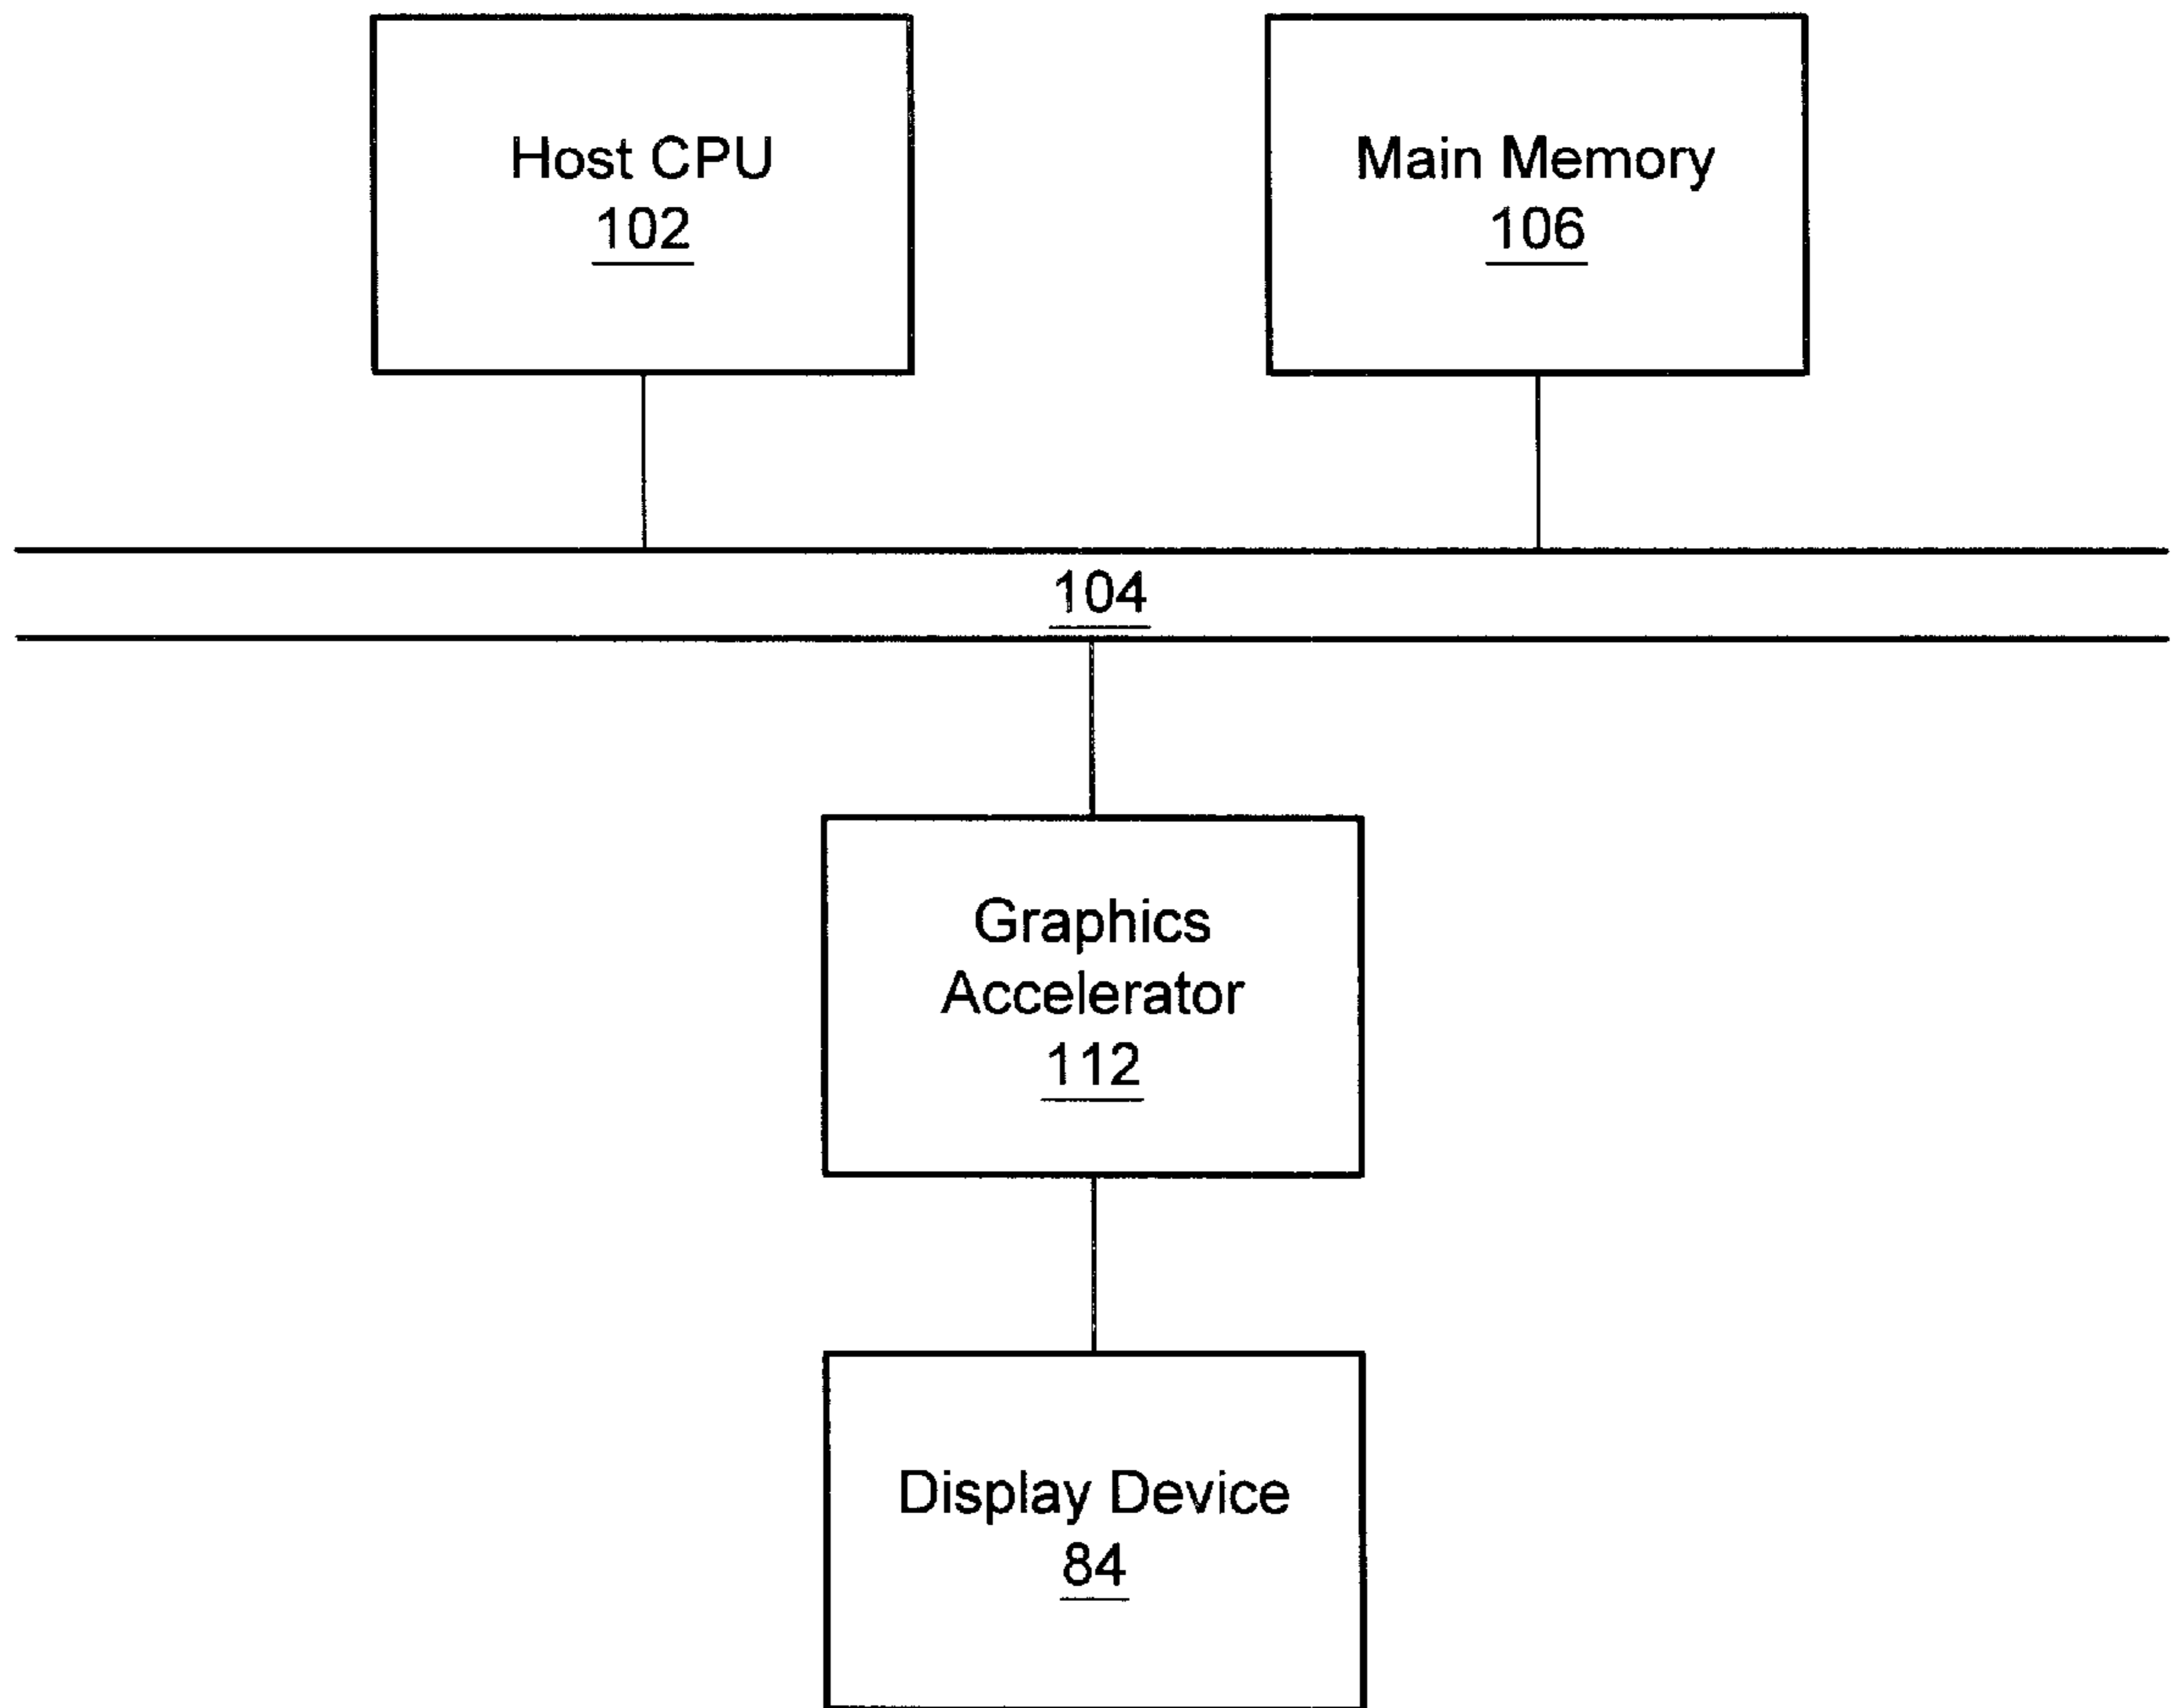 Host CPU
102
Main Memory
106
104
Graphics
Accelerator
112
Display Device
84